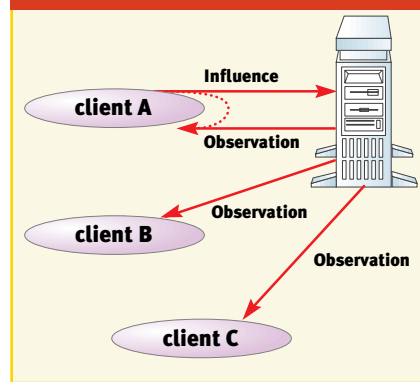 Influence
client A
Observation
Observation
client B
Observation
client C